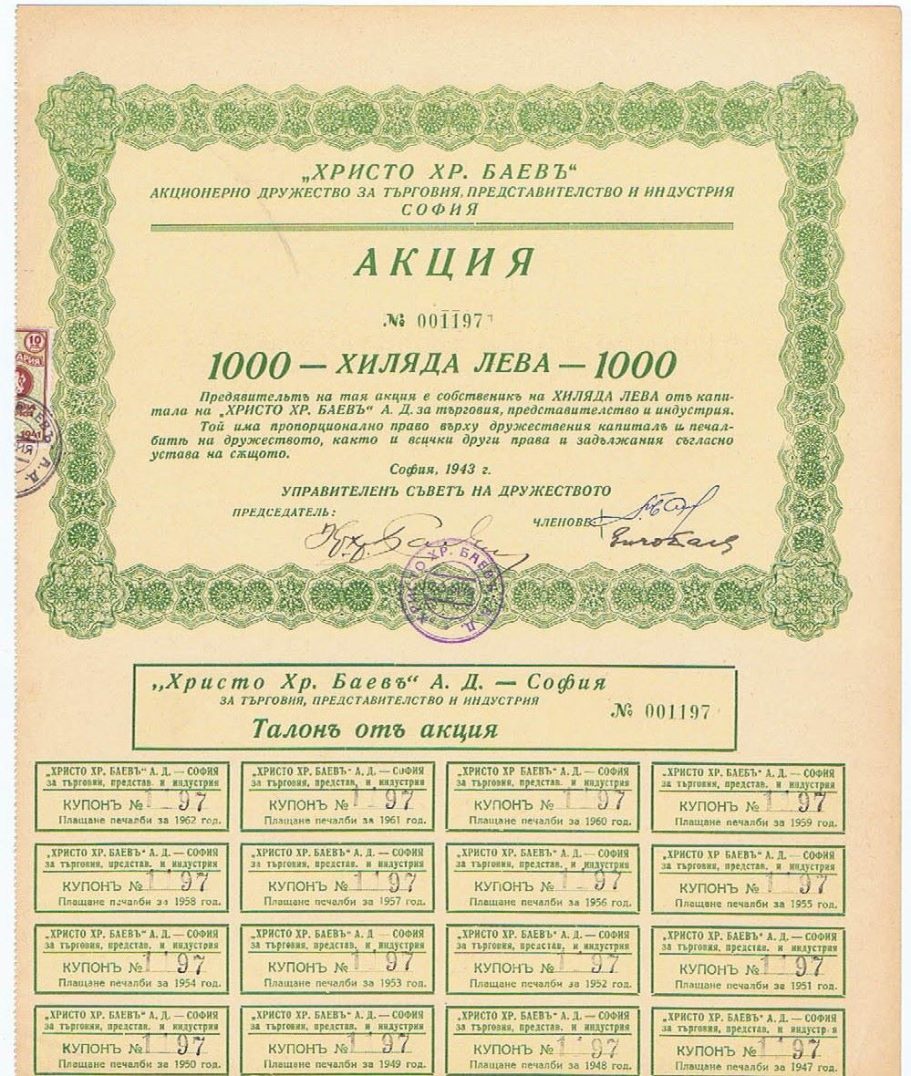 „ХРИСТО ХР. БАЕВЪ“
АКЦИОНЕРНО ДРУЖЕСТВО ЗА ТЪРГОВИЯ, ПРЕДСТАВИТЕЛСТВО И ИНДУСТРИЯ
СОФИЯ
АКЦИЯ
№ 001197
1000 — ХИЛЯДА ЛЕВА — 1000
Предявительтъ на тая акция е собственикъ на ХИЛЯДА ЛЕВА отъ капи-
тала на „ХРИСТО ХР. БАЕВЪ“ А. Д. за търговия, представителство и индустрия.
Той има пропорционално право върху дружествения капиталъ и печал-
битъ на дружеството, както и всички други права и задължания съгласно
устава на сѫщото.
София, 1943 г.
УПРАВИТЕЛЕНЪ СЪВЕТЪ НА ДРУЖЕСТВОТО
ПРЕДСЕДАТЕЛЬ:
ЧЛЕНОВЕ
10
1941
ХРИСТО ХР. БАЕВЪ А. Д.
„Христо Хр. Баевъ“ А. Д. — София
ЗА ТЪРГОВИЯ, ПРЕДСТАВИТЕЛСТВО И ИНДУСТРИЯ
№ 001197
Талонъ отъ акция
„ХРИСТО ХР. БАЕВЪ“ А. Д. — СОФИЯ
за търговия, представ. и индустрия
КУПОНЪ № 1197
Плащане печалби за 1962 год.
„ХРИСТО ХР. БАЕВЪ“ А. Д. — СОФИЯ
за търговия, представ. и индустрия
КУПОНЪ № 1197
Плащане печалби за 1961 год.
„ХРИСТО ХР. БАЕВЪ“ А. Д. — СОФИЯ
за търговия, представ. и индустрия
КУПОНЪ № 1197
Плащане печалби за 1960 год.
„ХРИСТО ХР. БАЕВЪ“ А. Д. — СОФИЯ
за търговия, представ. и индустрия
КУПОНЪ № 1197
Плащане печалби за 1959 год.
„ХРИСТО ХР. БАЕВЪ“ А. Д. — СОФИЯ
за търговия, представ. и индустрия
КУПОНЪ № 1197
Плащане печалби за 1958 год.
„ХРИСТО ХР. БАЕВЪ“ А. Д. — СОФИЯ
за търговия, представ. и индустрия
КУПОНЪ № 1197
Плащане печалби за 1957 год.
„ХРИСТО ХР. БАЕВЪ“ А. Д. — СОФИЯ
за търговия, представ. и индустрия
КУПОНЪ № 1197
Плащане печалби за 1956 год.
„ХРИСТО ХР. БАЕВЪ“ А. Д. — СОФИЯ
за търговия, представ. и индустрия
КУПОНЪ № 1197
Плащане печалби за 1955 год.
„ХРИСТО ХР. БАЕВЪ“ А. Д. — СОФИЯ
за търговия, представ. и индустрия
КУПОНЪ № 1197
Плащане печалби за 1954 год.
„ХРИСТО ХР. БАЕВЪ“ А. Д. — СОФИЯ
за търговия, представ. и индустрия
КУПОНЪ № 1197
Плащане печалби за 1953 год.
„ХРИСТО ХР. БАЕВЪ“ А. Д. — СОФИЯ
за търговия, представ. и индустрия
КУПОНЪ № 1197
Плащане печалби за 1952 год.
„ХРИСТО ХР. БАЕВЪ“ А. Д. — СОФИЯ
за търговия, представ. и индустрия
КУПОНЪ № 1197
Плащане печалби за 1951 год.
„ХРИСТО ХР. БАЕВЪ“ А. Д. — СОФИЯ
за търговия, представ. и индустрия
КУПОНЪ № 1197
Плащане печалби за 1950 год.
„ХРИСТО ХР. БАЕВЪ“ А. Д. — СОФИЯ
за търговия, представ. и индустрия
КУПОНЪ № 1197
Плащане печалби за 1949 год.
„ХРИСТО ХР. БАЕВЪ“ А. Д. — СОФИЯ
за търговия, представ. и индустрия
КУПОНЪ № 1197
Плащане печалби за 1948 год.
„ХРИСТО ХР. БАЕВЪ“ А. Д. — СОФИЯ
за търговия, представ. и индустрия
КУПОНЪ № 1197
Плащане печалби за 1947 год.